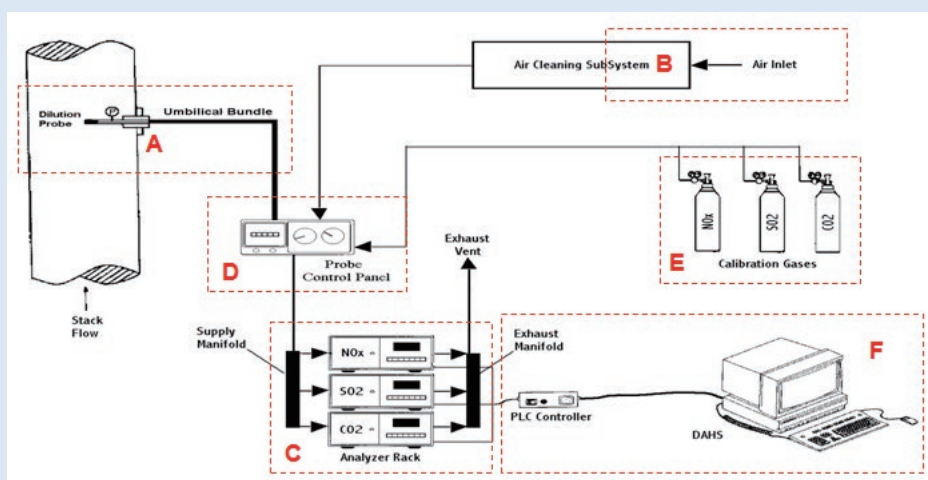 Air Cleaning SubSystem
B
Air Inlet
Dilution
Probe
P
Umbilical Bundle
A
NOx
SO2
CO2
E
Calibration Gases
D
Probe
Control Panel
Exhaust
Vent
Stack
Flow
Supply
Manifold
NOx
SO2
CO2
C
Analyzer Rack
Exhaust
Manifold
PLC Controller
F
DAHS